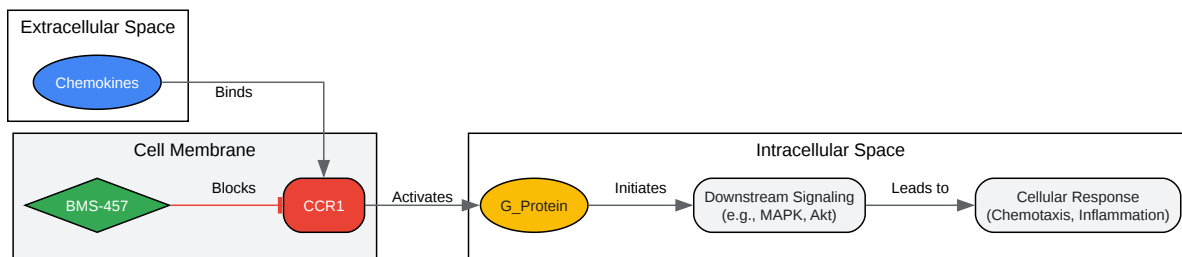 Extracellular Space
Chemokines
Binds
Cell Membrane
BMS-457
Blocks
CCR1
Activates
Intracellular Space
G_Protein
Initiates
Downstream Signaling
(e.g., MAPK, Akt)
Leads to
Cellular Response
(Chemotaxis, Inflammation)